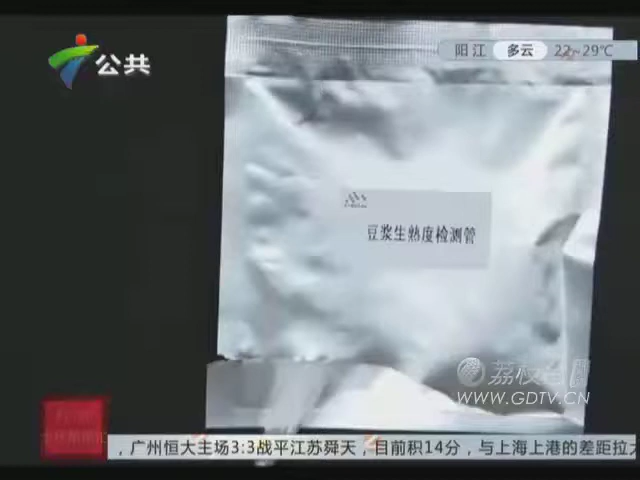 公共
阳江 多云 22~29℃
豆浆生熟度检测管
荔枝台
WWW.GDTV.CN
，广州恒大主场3:3战平江苏舜天，目前积14分，与上海上港的差距拉大